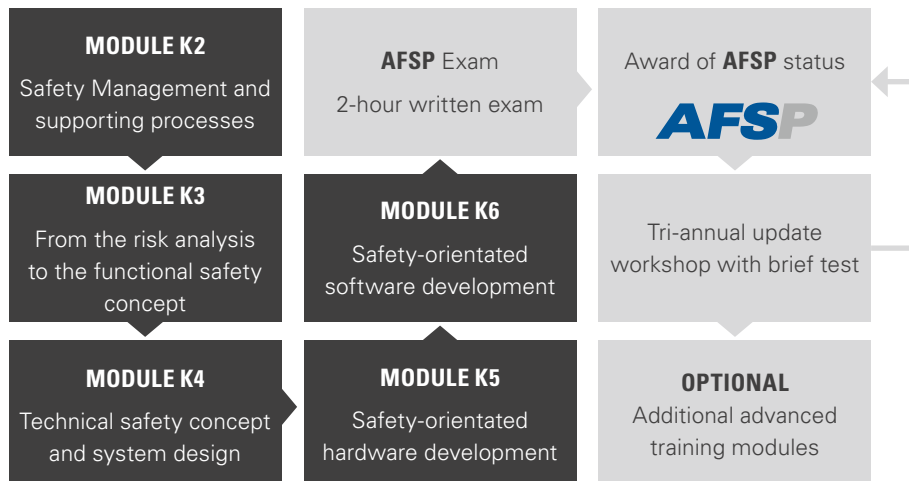 MODULE K2
Safety Management and
supporting processes
MODULE K3
From the risk analysis
to the functional safety
concept
MODULE K4
Technical safety concept
and system design
MODULE K5
Safety-orientated
hardware development
MODULE K6
Safety-orientated
software development
AFSP Exam
2-hour written exam
Award of AFSP status
AFSP
Tri-annual update
workshop with brief test
OPTIONAL
Additional advanced
training modules